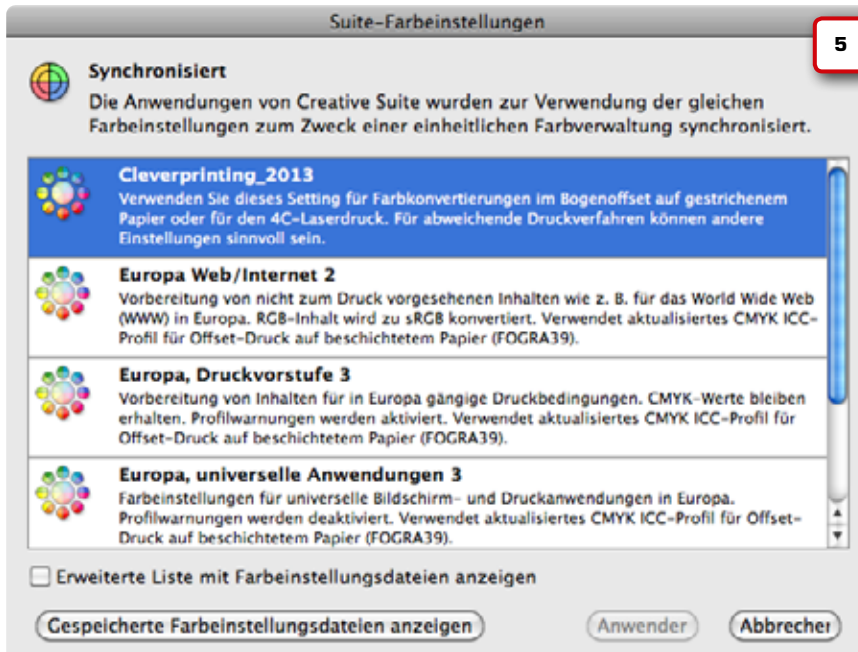 Suite-Farbeinstellungen
5
Synchronisiert
Die Anwendungen von Creative Suite wurden zur Verwendung der gleichen
Farbeinstellungen zum Zweck einer einheitlichen Farbverwaltung synchronisiert.
Cleverprinting_2013
Verwenden Sie dieses Setting für Farbkonvertierungen im Bogenoffset auf gestrichenem
Papier oder für den 4C-Laserdruck. Für abweichende Druckverfahren können andere
Einstellungen sinnvoll sein.
Europa Web/Internet 2
Vorbereitung von nicht zum Druck vorgesehenen Inhalten wie z. B. für das World Wide Web
(WWW) in Europa. RGB-Inhalt wird zu sRGB konvertiert. Verwendet aktualisiertes CMYK ICC-
Profil für Offset-Druck auf beschichtetem Papier (FOGRA39).
Europa, Druckvorstufe 3
Vorbereitung von Inhalten für in Europa gängige Druckbedingungen. CMYK-Werte bleiben
erhalten. Profilwarnungen werden aktiviert. Verwendet aktualisiertes CMYK ICC-Profil für
Offset-Druck auf beschichtetem Papier (FOGRA39).
Europa, universelle Anwendungen 3
Farbeinstellungen für universelle Bildschirm- und Druckanwendungen in Europa.
Profilwarnungen werden deaktiviert. Verwendet aktualisiertes CMYK ICC-Profil für Offset-
Druck auf beschichtetem Papier (FOGRA39).
Erweiterte Liste mit Farbeinstellungsdateien anzeigen
Gespeicherte Farbeinstellungsdateien anzeigen
Anwender
Abbrecher